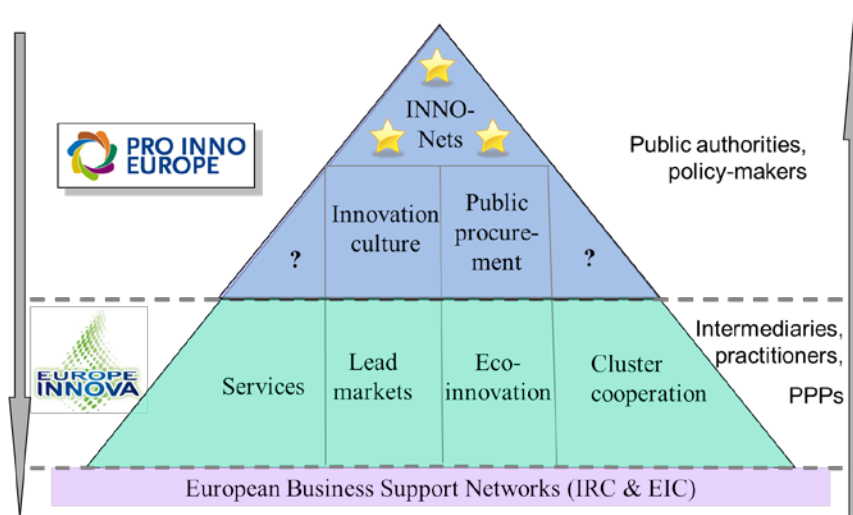 INNO-
Nets
PRO INNO
EUROPE
Public authorities,
policy-makers
Innovation
culture
Public
procure-
ment
?
?
EUROPE
INNOVA
Intermediaries,
practitioners,
PPPs
Services
Lead
markets
Eco-
innovation
Cluster
cooperation
European Business Support Networks (IRC & EIC)